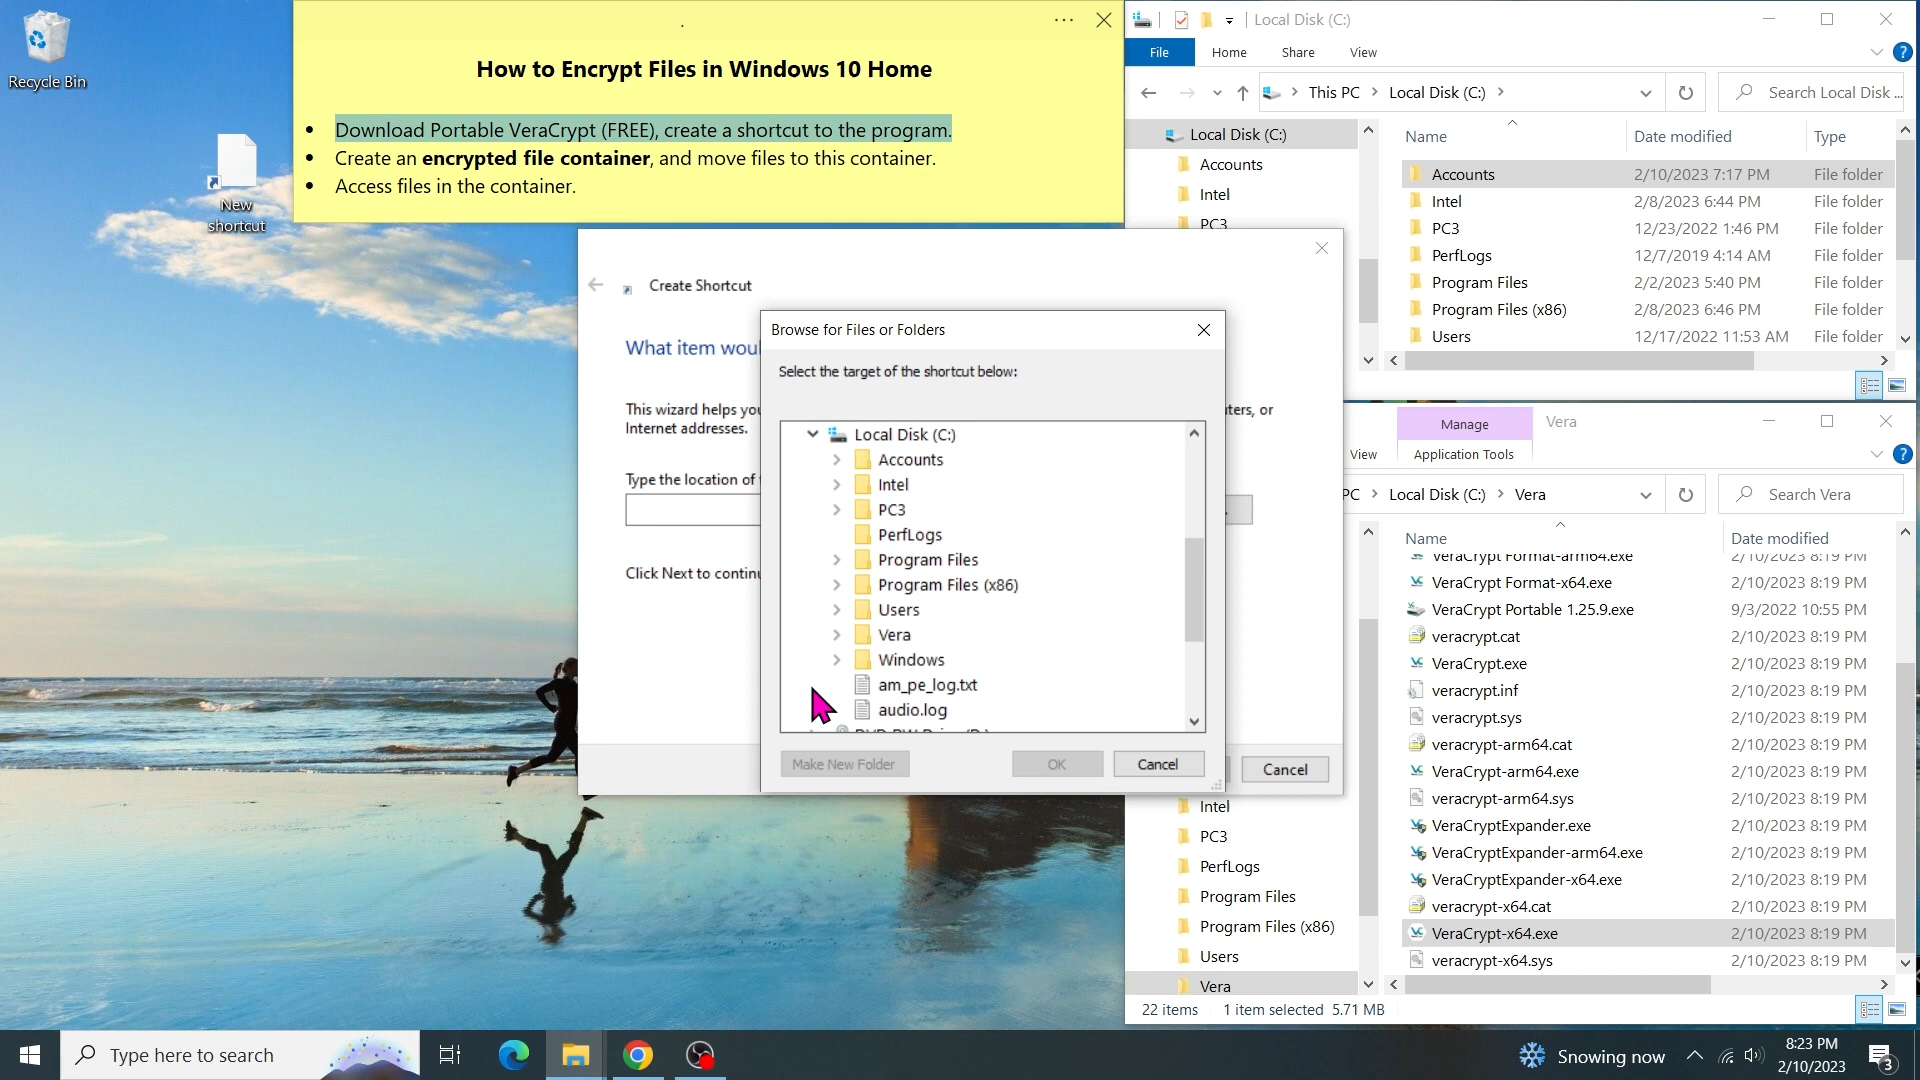 Recycle Bin
New
shortcut
.
How to Encrypt Files in Windows 10 Home
• Download Portable VeraCrypt (FREE), create a shortcut to the program.
• Create an encrypted file container, and move files to this container.
• Access files in the container.
Local Disk (C:)
File Home Share View
This PC Local Disk (C:) Search Local Disk ...
Local Disk (C:)
Accounts
Intel
PC3
Name Date modified Type
Accounts 2/10/2023 7:17 PM File folder
Intel 2/8/2023 6:44 PM File folder
PC3 12/23/2022 1:46 PM File folder
PerfLogs 12/7/2019 4:14 AM File folder
Program Files 2/2/2023 5:40 PM File folder
Program Files (x86) 2/8/2023 6:46 PM File folder
Users 12/17/2022 11:53 AM File folder
Create Shortcut
What item woul
This wizard helps you
ters, or
Internet addresses.
Type the location of
Click Next to continu
Cancel
Browse for Files or Folders
Select the target of the shortcut below:
Local Disk (C:)
Accounts
Intel
PC3
PerfLogs
Program Files
Program Files (x86)
Users
Vera
Windows
am_pe_log.txt
audio.log
Make New Folder OK Cancel
Manage Vera
View Application Tools
PC Local Disk (C:) Vera Search Vera
Name Date modified
VeraCrypt Format-arm64.exe 2/10/2023 8:19 PM
VeraCrypt Format-x64.exe 2/10/2023 8:19 PM
VeraCrypt Portable 1.25.9.exe 9/3/2022 10:55 PM
veracrypt.cat 2/10/2023 8:19 PM
VeraCrypt.exe 2/10/2023 8:19 PM
veracrypt.inf 2/10/2023 8:19 PM
veracrypt.sys 2/10/2023 8:19 PM
veracrypt-arm64.cat 2/10/2023 8:19 PM
VeraCrypt-arm64.exe 2/10/2023 8:19 PM
veracrypt-arm64.sys 2/10/2023 8:19 PM
VeraCryptExpander.exe 2/10/2023 8:19 PM
VeraCryptExpander-arm64.exe 2/10/2023 8:19 PM
VeraCryptExpander-x64.exe 2/10/2023 8:19 PM
veracrypt-x64.cat 2/10/2023 8:19 PM
VeraCrypt-x64.exe 2/10/2023 8:19 PM
veracrypt-x64.sys 2/10/2023 8:19 PM
Intel
PC3
PerfLogs
Program Files
Program Files (x86)
Users
Vera
22 items 1 item selected 5.71 MB
Type here to search
Snowing now
8:23 PM
2/10/2023
3